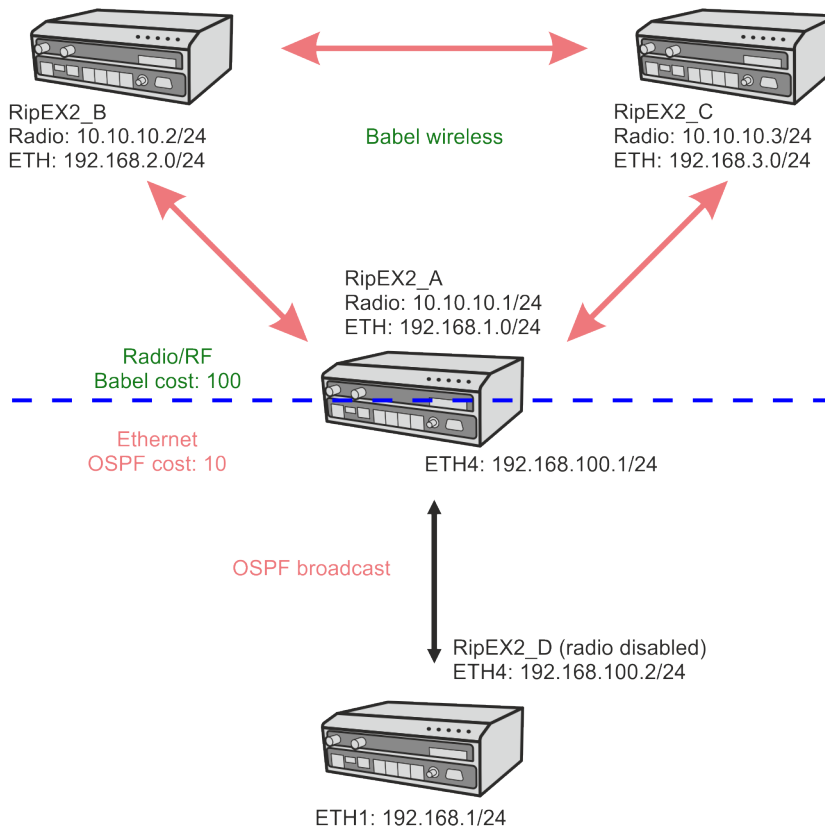 RipEX2_B
Radio: 10.10.10.2/24
ETH: 192.168.2.0/24
Babel wireless
RipEX2_C
Radio: 10.10.10.3/24
ETH: 192.168.3.0/24
RipEX2_A
Radio: 10.10.10.1/24
ETH: 192.168.1.0/24
Radio/RF
Babel cost: 100
Ethernet
OSPF cost: 10
ETH4: 192.168.100.1/24
OSPF broadcast
RipEX2_D (radio disabled)
ETH4: 192.168.100.2/24
ETH1: 192.168.1/24